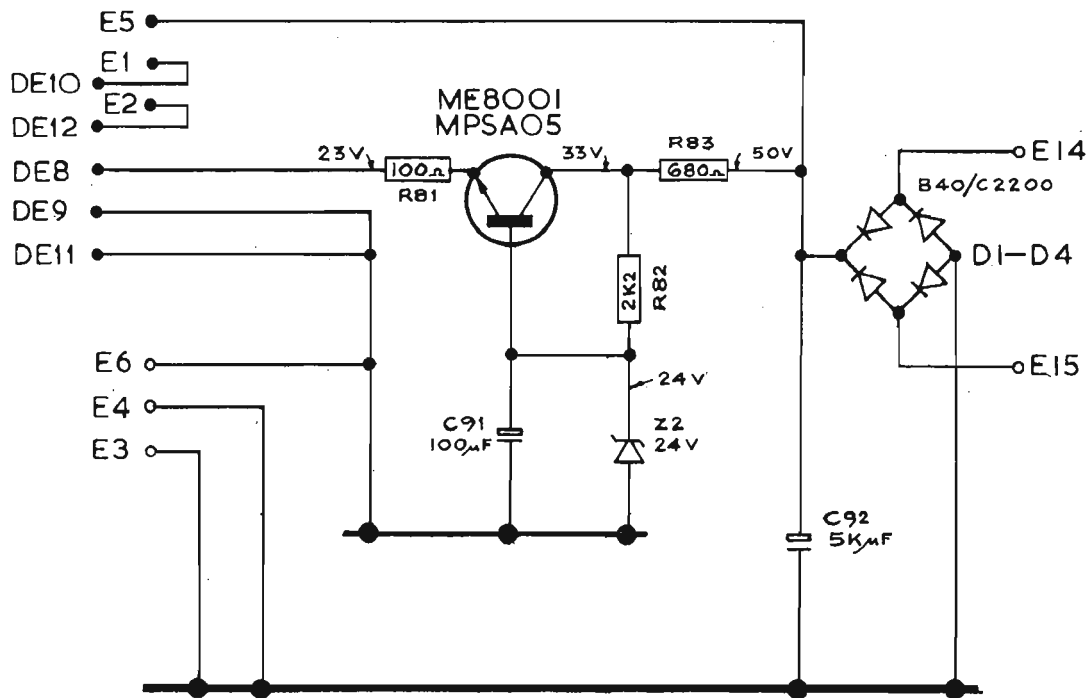 E5
E1
DE10
E2
DE12
ME8001
MPSA05
DE8
23V
100Ω
R81
33V
R83
680Ω
50V
E14
B40/C2200
DE9
DE11
2K2
R82
D1-D4
E6
E15
24V
E4
C91
100µF
Z2
24V
E3
C92
5KµF